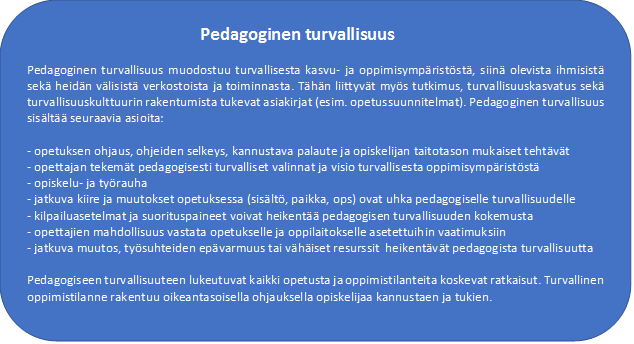 Pedagoginen turvallisuus
Pedagoginen turvallisuus muodostuu turvallisesta kasvu- ja oppimisympäristöstä, siinä olevista ihmisistä
sekä heidän välisistä verkostoista ja toiminnasta. Tähän liittyvät myös tutkimus, turvallisuuskasvatus sekä
turvallisuuskulttuurin rakentumista tukevat asiakirjat (esim. opetussuunnitelmat). Pedagoginen turvallisuus
sisältää seuraavia asioita:
- opetuksen ohjaus, ohjeiden selkeys, kannustava palaute ja opiskelijan taitotason mukaiset tehtävät
- opettajan tekemät pedagogisesti turvalliset valinnat ja visio turvallisesta oppimisympäristöstä
- opiskelu- ja työrauha
- jatkuva kiire ja muutokset opetuksessa (sisältö, paikka, ops) ovat uhka pedagogiselle turvallisuudelle
- kilpailuasetelmat ja suorituspaineet voivat heikentää pedagogisen turvallisuuden kokemusta
- opettajien mahdollisuus vastata opetukselle ja oppilaitokselle asetettuihin vaatimuksiin
- jatkuva muutos, työsuhteiden epävarmuus tai vähäiset resurssit heikentävät pedagogista turvallisuutta
Pedagogiseen turvallisuuteen lukeutuvat kaikki opetusta ja oppimistilanteita koskevat ratkaisut. Turvallinen
oppimistilanne rakentuu oikeantasoisella ohjauksella opiskelijaa kannustaen ja tukien.